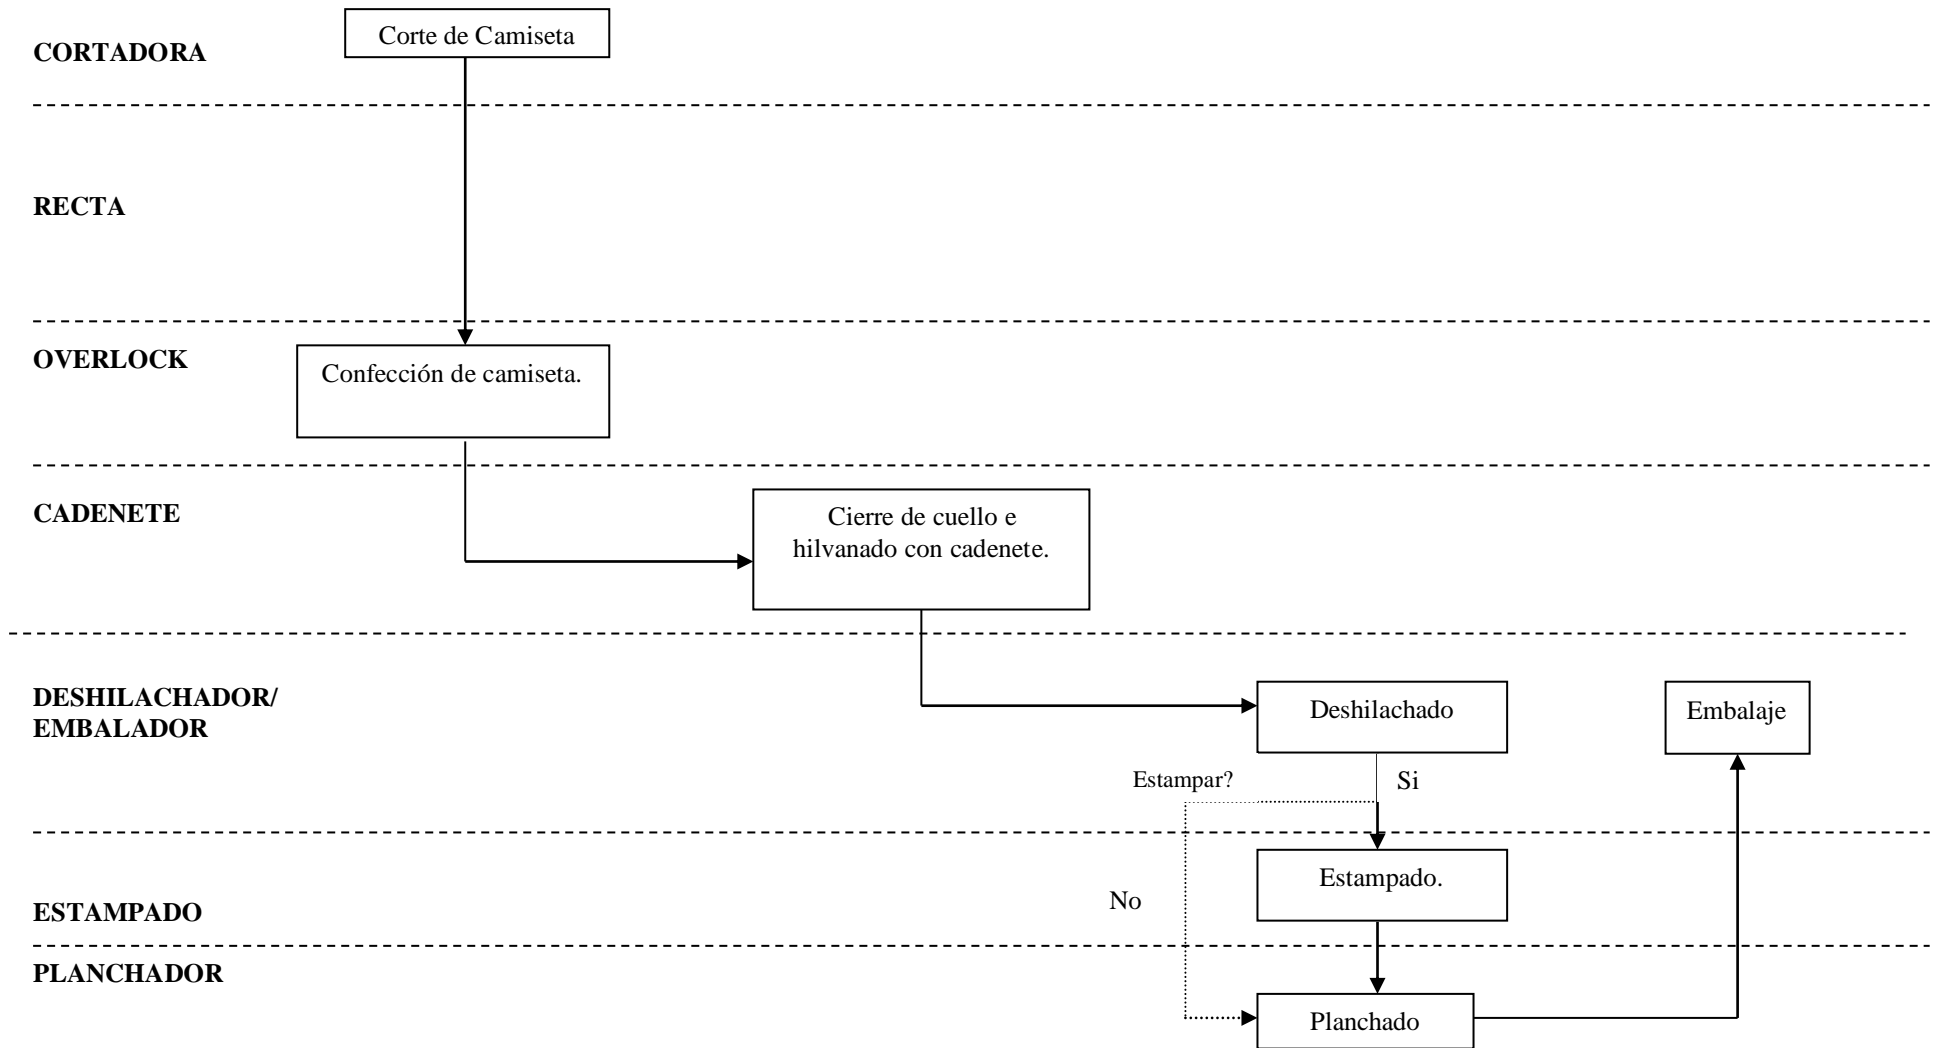 Corte de Camiseta
CORTADORA
RECTA
OVERLOCK
Confección de camiseta.
CADENETE
Cierre de cuello e
hilvanado con cadenete.
DESHILACHADOR/
EMBALADOR
Deshilachado
Embalaje
Estampar?
Si
Estampado.
No
ESTAMPADO
PLANCHADOR
Planchado